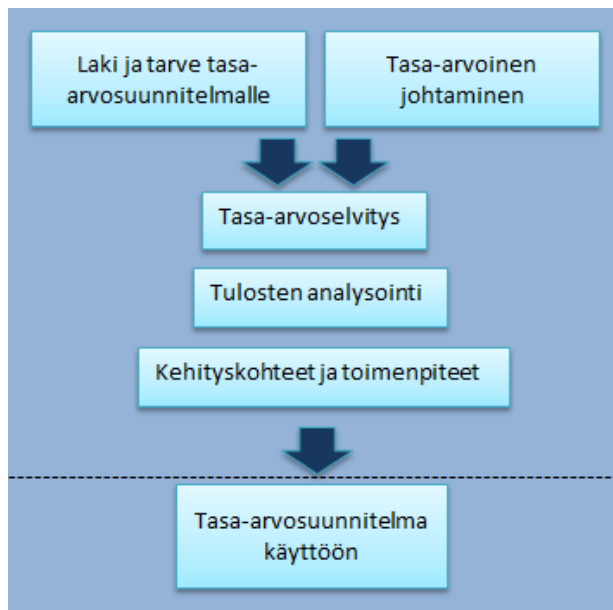 Laki ja tarve tasa-
arvosuunnitelmalle
Tasa-arvoinen
johtaminen
Tasa-arvoselvitys
Tulosten analysointi
Kehityskohteet ja toimenpiteet
Tasa-arvosuunnitelma
käyttöön